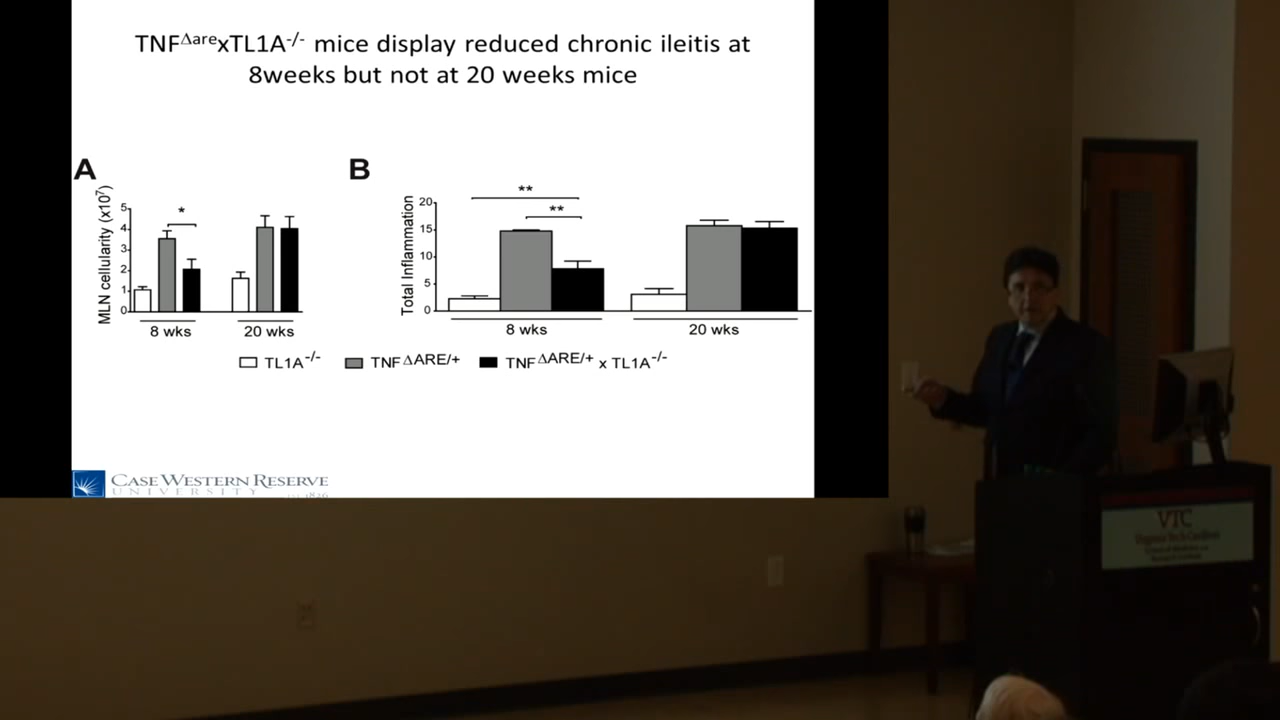 TNFΔarexTL1A-/- mice display reduced chronic ileitis at
8weeks but not at 20 weeks mice
A
MLN cellularity (x10⁷)
5
4
3
2
1
0
*
8 wks
20 wks
B
Total Inflammation
20
15
10
5
0
**
**
8 wks
20 wks
TL1A-/-
TNFΔARE/+
TNFΔARE/+ x TL1A-/-
CASE WESTERN RESERVE
UNIVERSITY
VTC